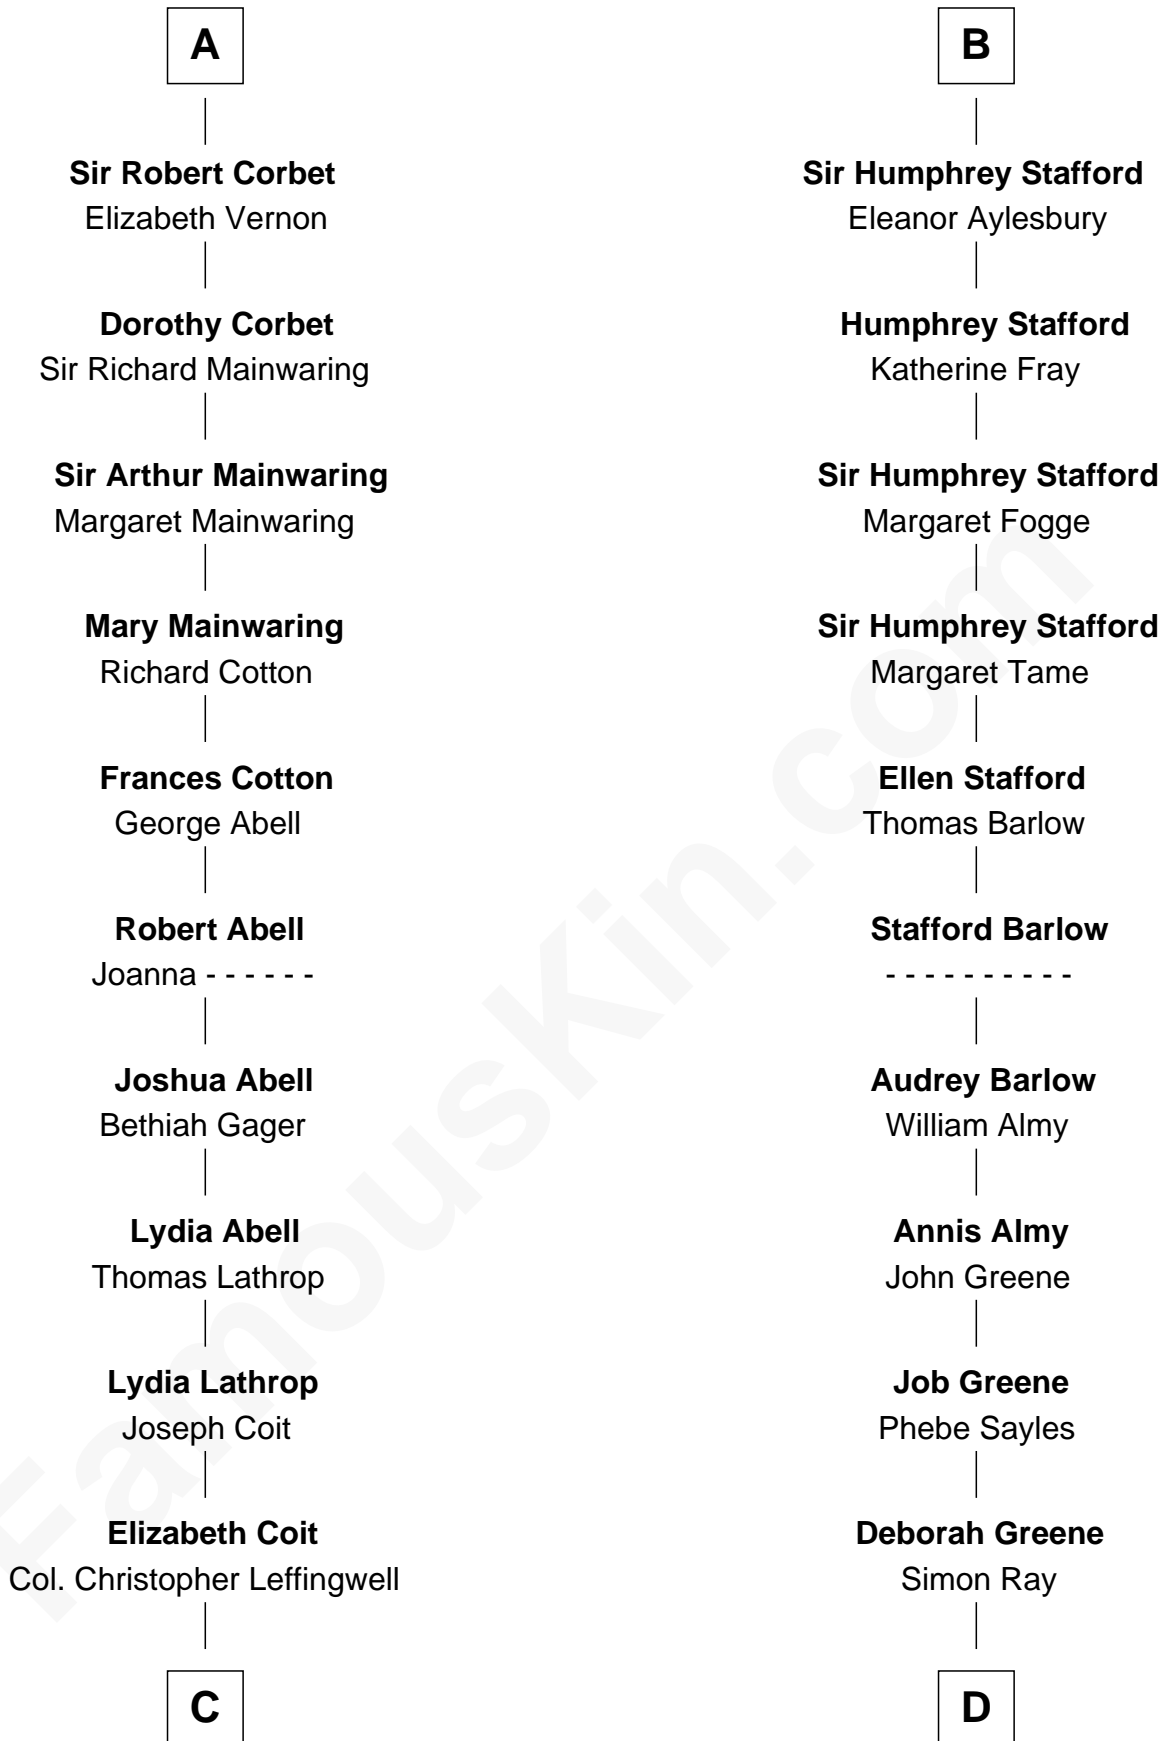 A
Sir Robert Corbet
Elizabeth Vernon
Dorothy Corbet
Sir Richard Mainwaring
Sir Arthur Mainwaring
Margaret Mainwaring
Mary Mainwaring
Richard Cotton
Frances Cotton
George Abell
Robert Abell
Joanna - - - - - -
Joshua Abell
Bethiah Gager
Lydia Abell
Thomas Lathrop
Lydia Lathrop
Joseph Coit
Elizabeth Coit
Col. Christopher Leffingwell
C
B
Sir Humphrey Stafford
Eleanor Aylesbury
Humphrey Stafford
Katherine Fray
Sir Humphrey Stafford
Margaret Fogge
Sir Humphrey Stafford
Margaret Tame
Ellen Stafford
Thomas Barlow
Stafford Barlow
- - - - - - - - - -
Audrey Barlow
William Almy
Annis Almy
John Greene
Job Greene
Phebe Sayles
Deborah Greene
Simon Ray
D
FamousKin.com